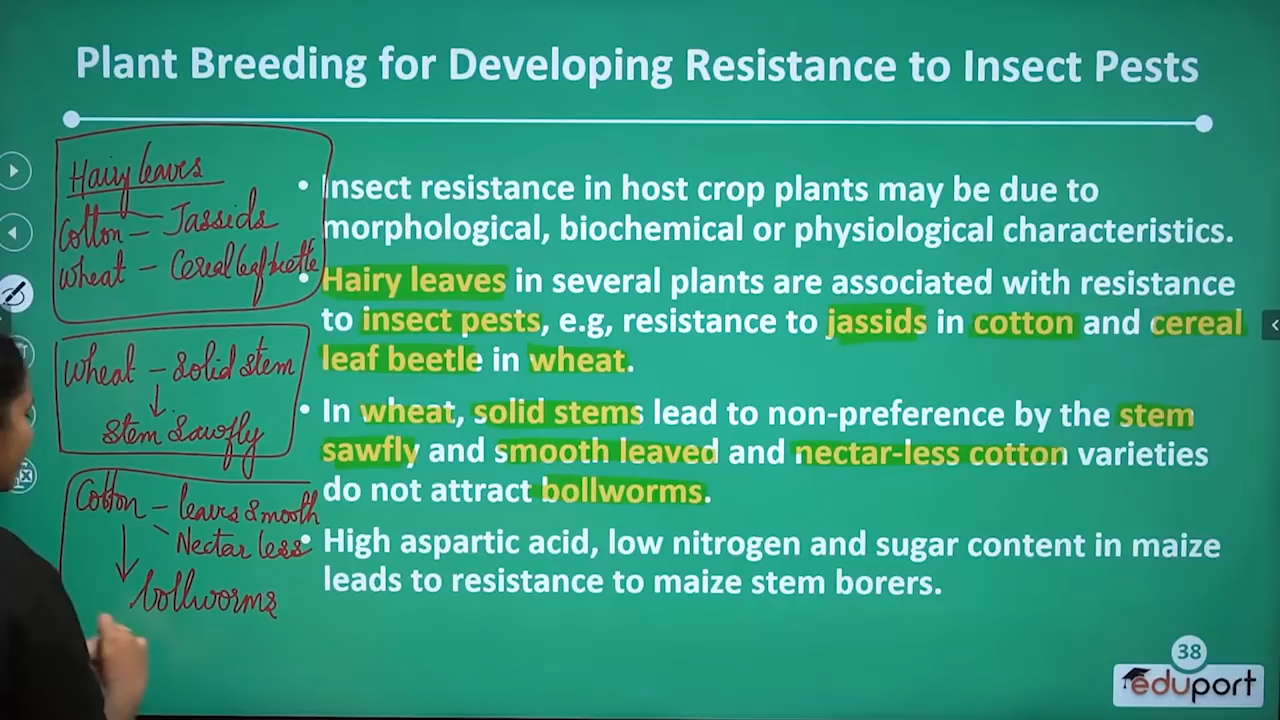 Plant Breeding for Developing Resistance to Insect Pests
Hairy leaves
Cotton - Jassids
Wheat - Cereal leaf beetle
Wheat - Solid stem
Stem Sawfly
Cotton - leaves smooth
Nectar less
bollworms
• Insect resistance in host crop plants may be due to
morphological, biochemical or physiological characteristics.
• Hairy leaves in several plants are associated with resistance
to insect pests, e.g, resistance to jassids in cotton and cereal
leaf beetle in wheat.
• In wheat, solid stems lead to non-preference by the stem
sawfly and smooth leaved and nectar-less cotton varieties
do not attract bollworms.
• High aspartic acid, low nitrogen and sugar content in maize
leads to resistance to maize stem borers.
38
eduport